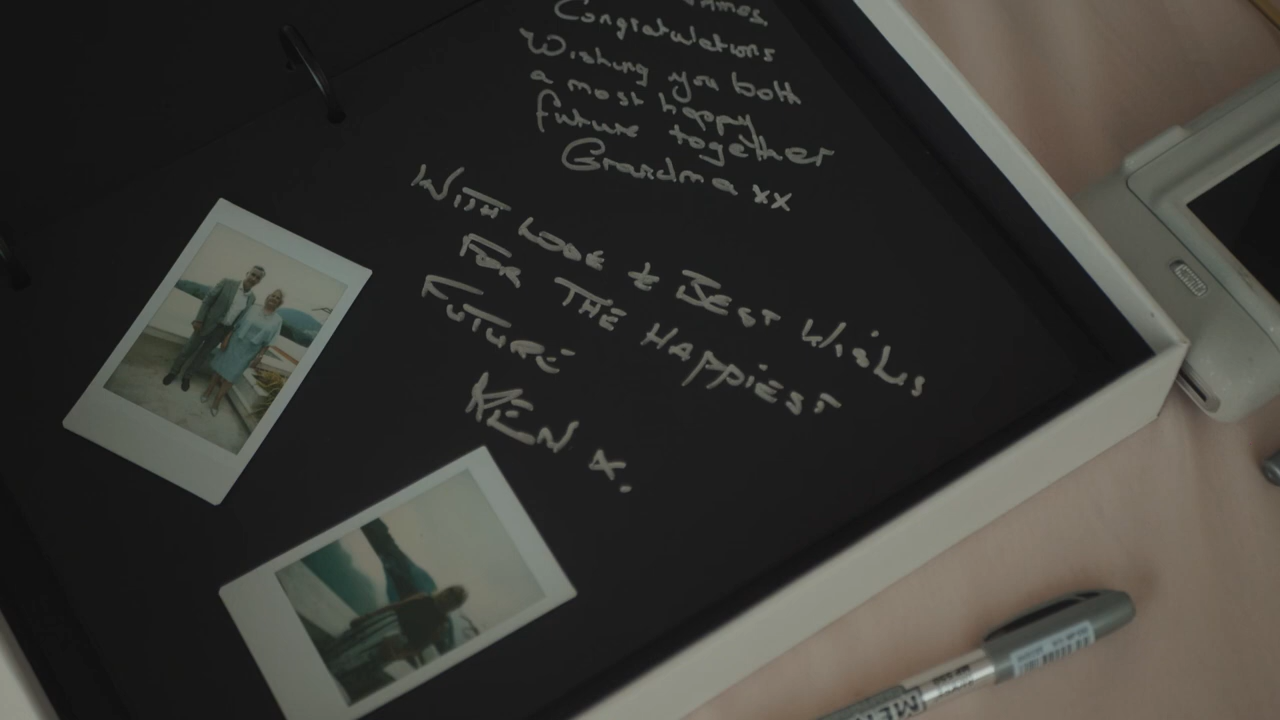 James,
Congratulations
Wishing you both
a most happy
future together
Grandma xx
WITH LOVE & BEST WISHES
FOR THE HAPPIEST
FUTURE
KEN x.